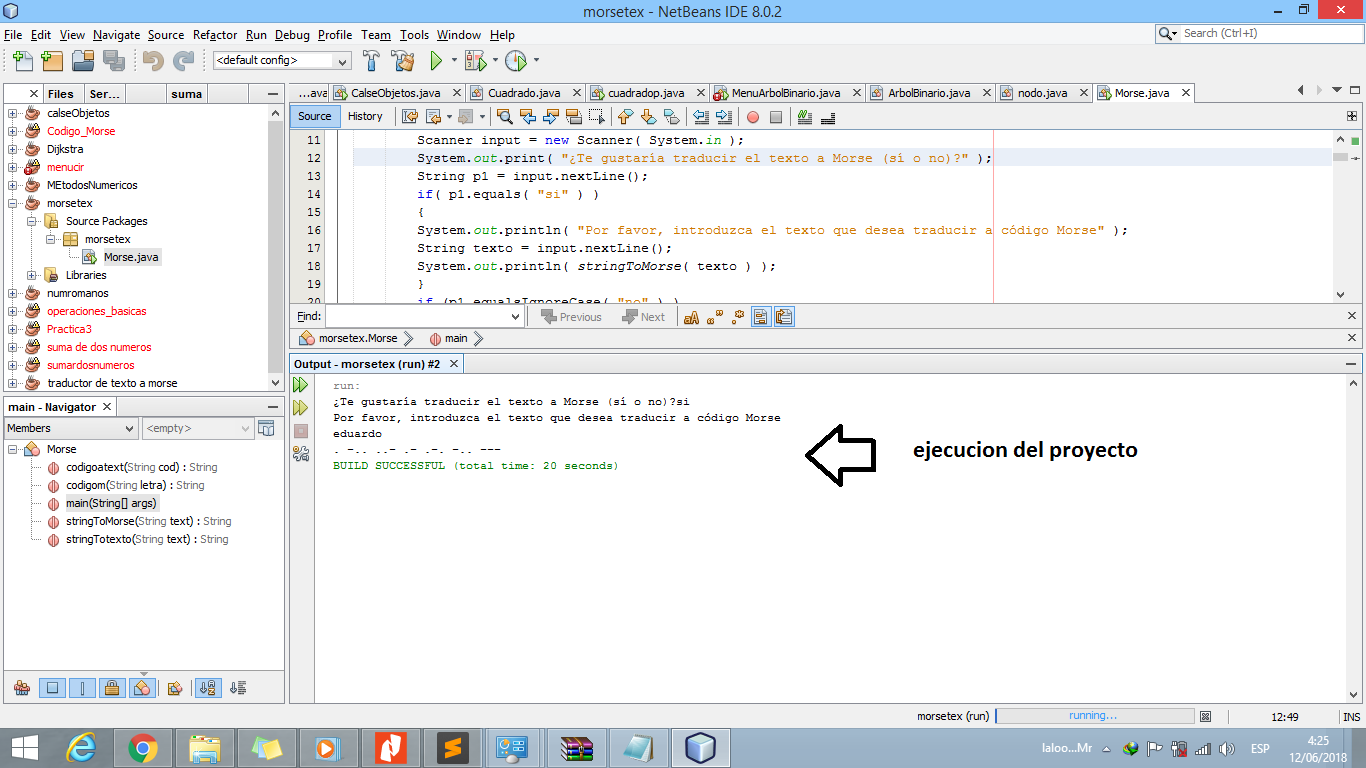 morsetex - NetBeans IDE 8.0.2
File Edit View Navigate Source Refactor Run Debug Profile Team Tools Window Help
Search (Ctrl+I)
<default config>
Files Ser... suma
...ava CalseObjetos.java Cuadrado.java cuadradop.java MenuArbolBinario.java ArbolBinario.java nodo.java Morse.java
Source History
calseObjetos
Codigo_Morse
Dijkstra
menucir
MEtodosNumericos
morsetex
Source Packages
morsetex
Morse.java
Libraries
numromanos
operaciones_basicas
Practica3
suma de dos numeros
sumardosnumeros
traductor de texto a morse
11 Scanner input = new Scanner( System.in );
12 System.out.print( "¿Te gustaría traducir el texto a Morse (sí o no)?" );
13 String p1 = input.nextLine();
14 if( p1.equals( "si" ) )
15 {
16 System.out.println( "Por favor, introduzca el texto que desea traducir a código Morse" );
17 String texto = input.nextLine();
18 System.out.println( stringToMorse( texto ) );
19 }
20 if (p1.equalsIgnoreCase( "no" ) )
Find: Previous Next
morsetex.Morse main
Output - morsetex (run) #2
run:
¿Te gustaría traducir el texto a Morse (sí o no)?si
Por favor, introduzca el texto que desea traducir a código Morse
eduardo
. -.. ..- .- .-. -.. ---
BUILD SUCCESSFUL (total time: 20 seconds)
ejecucion del proyecto
main - Navigator
Members <empty>
Morse
codigoatext(String cod) : String
codigom(String letra) : String
main(String[] args)
stringToMorse(String text) : String
stringTotexto(String text) : String
morsetex (run) running... 12:49 INS
laloo...Mr ESP 4:25
12/06/2018